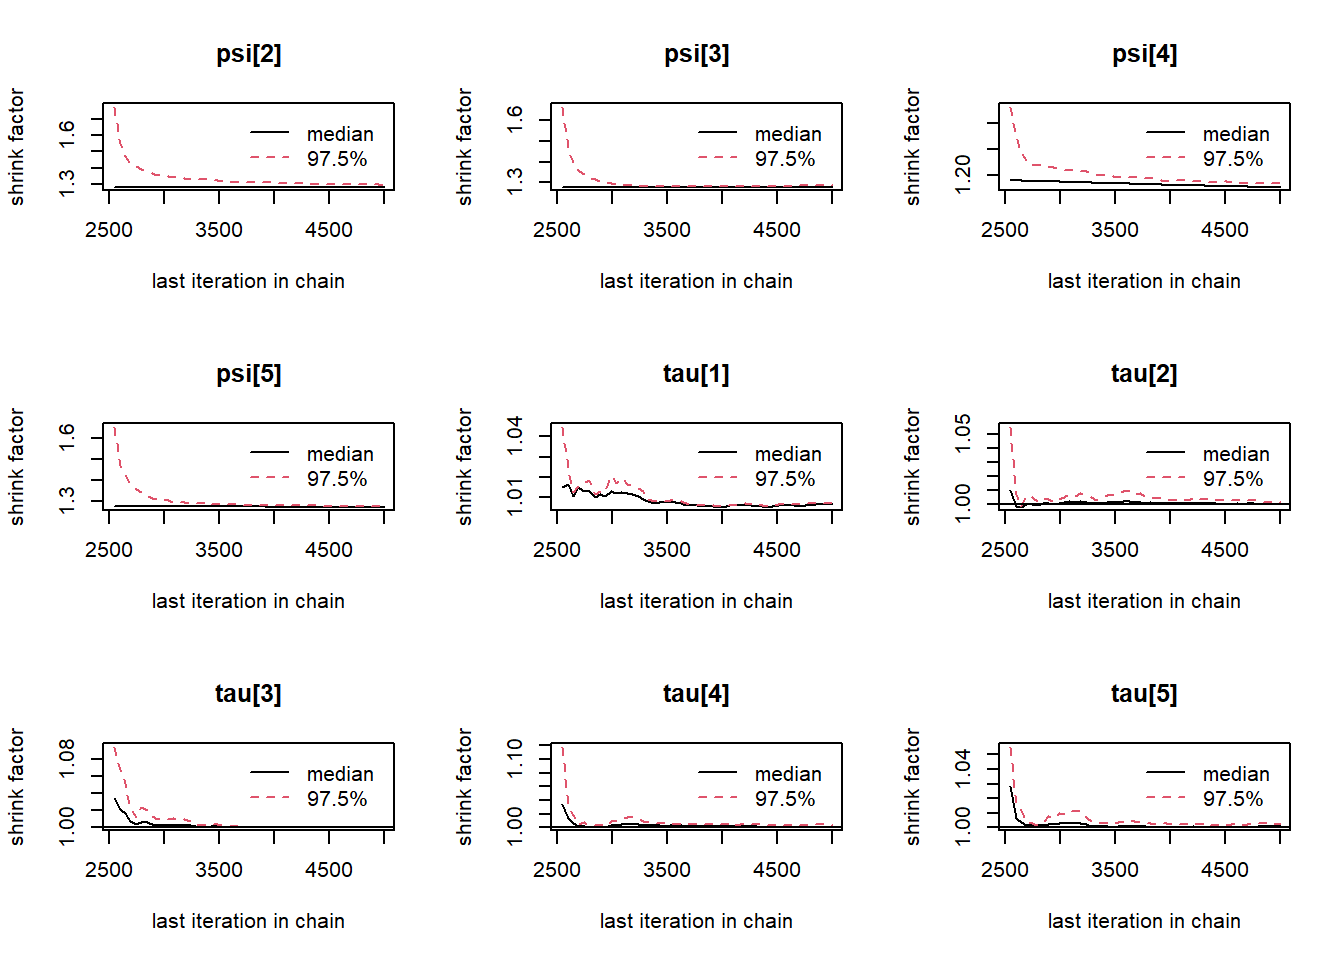 psi[2]
shrink factor
1.3 1.6
median
97.5%
2500 3500 4500
last iteration in chain
psi[3]
shrink factor
1.3 1.6
median
97.5%
2500 3500 4500
last iteration in chain
psi[4]
shrink factor
1.20
median
97.5%
2500 3500 4500
last iteration in chain
psi[5]
shrink factor
1.3 1.6
median
97.5%
2500 3500 4500
last iteration in chain
tau[1]
shrink factor
1.01 1.04
median
97.5%
2500 3500 4500
last iteration in chain
tau[2]
shrink factor
1.00 1.05
median
97.5%
2500 3500 4500
last iteration in chain
tau[3]
shrink factor
1.00 1.08
median
97.5%
2500 3500 4500
last iteration in chain
tau[4]
shrink factor
1.00 1.10
median
97.5%
2500 3500 4500
last iteration in chain
tau[5]
shrink factor
1.00 1.04
median
97.5%
2500 3500 4500
last iteration in chain